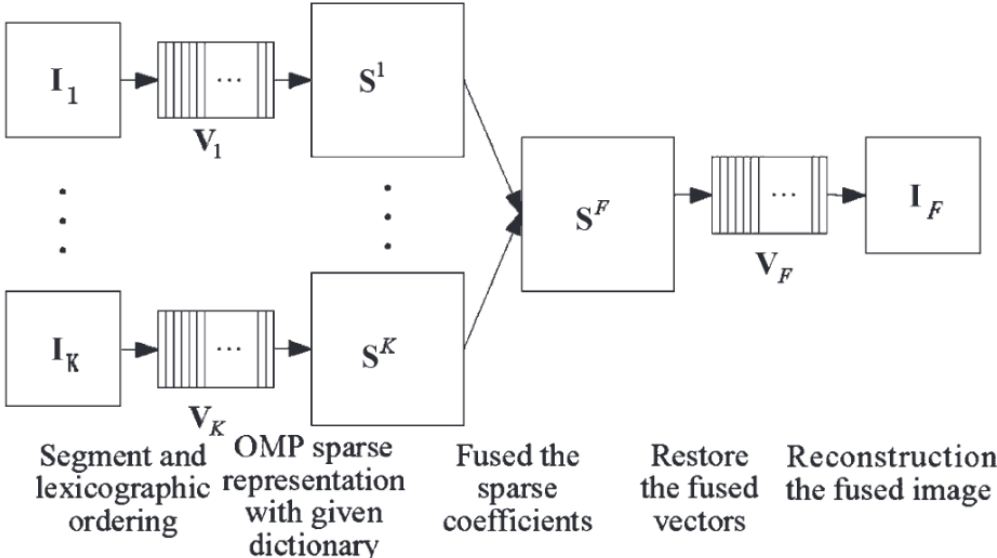 I1
V1
...
S1
SF
...
VF
IF
IK
...
VK
SK
Segment and
lexicographic
ordering
OMP sparse
representation
with given
dictionary
Fused the
sparse
coefficients
Restore
the fused
vectors
Reconstruction
the fused image